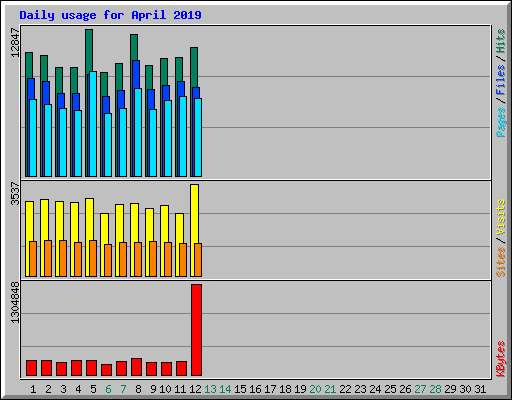 Daily usage for April 2019
12847
Pages / Files / Hits
3537
Sites / Visits
1304848
KBytes
1 2 3 4 5 6 7 8 9 10 11 12 13 14 15 16 17 18 19 20 21 22 23 24 25 26 27 28 29 30 31